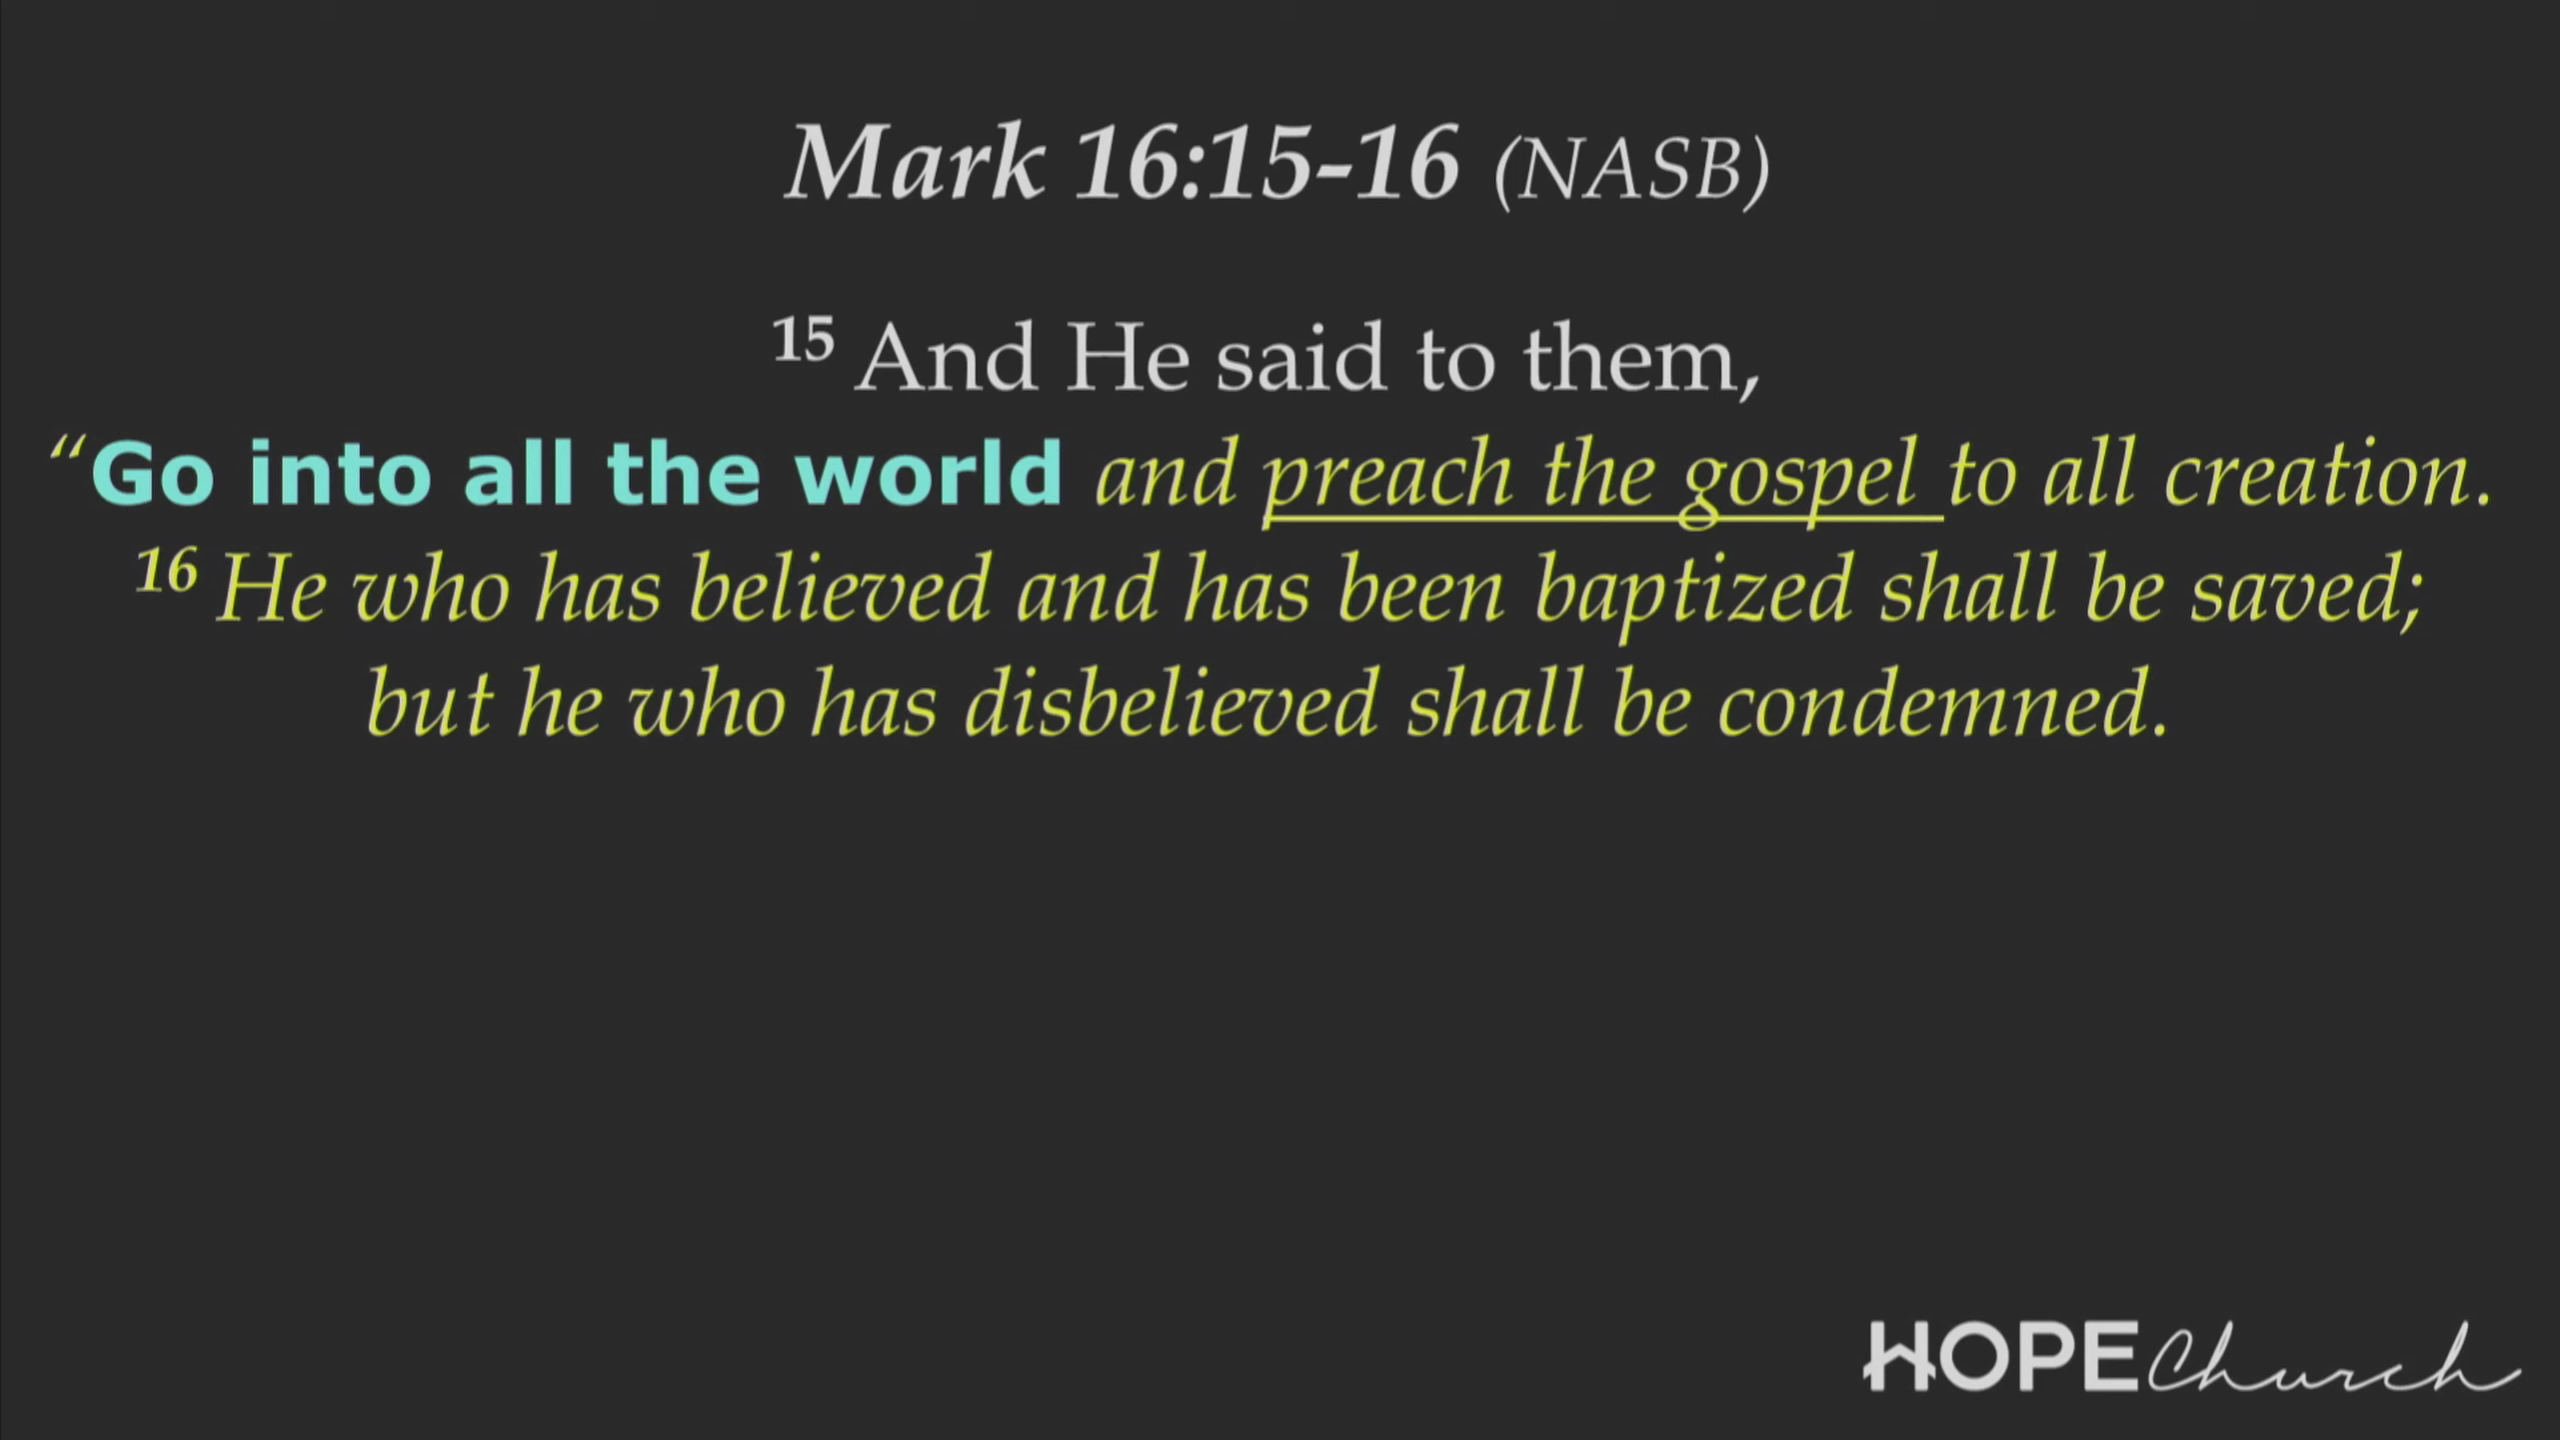 Mark 16:15-16 (NASB)
15 And He said to them,
“Go into all the world and preach the gospel to all creation.
16 He who has believed and has been baptized shall be saved;
but he who has disbelieved shall be condemned.
HOPE Church